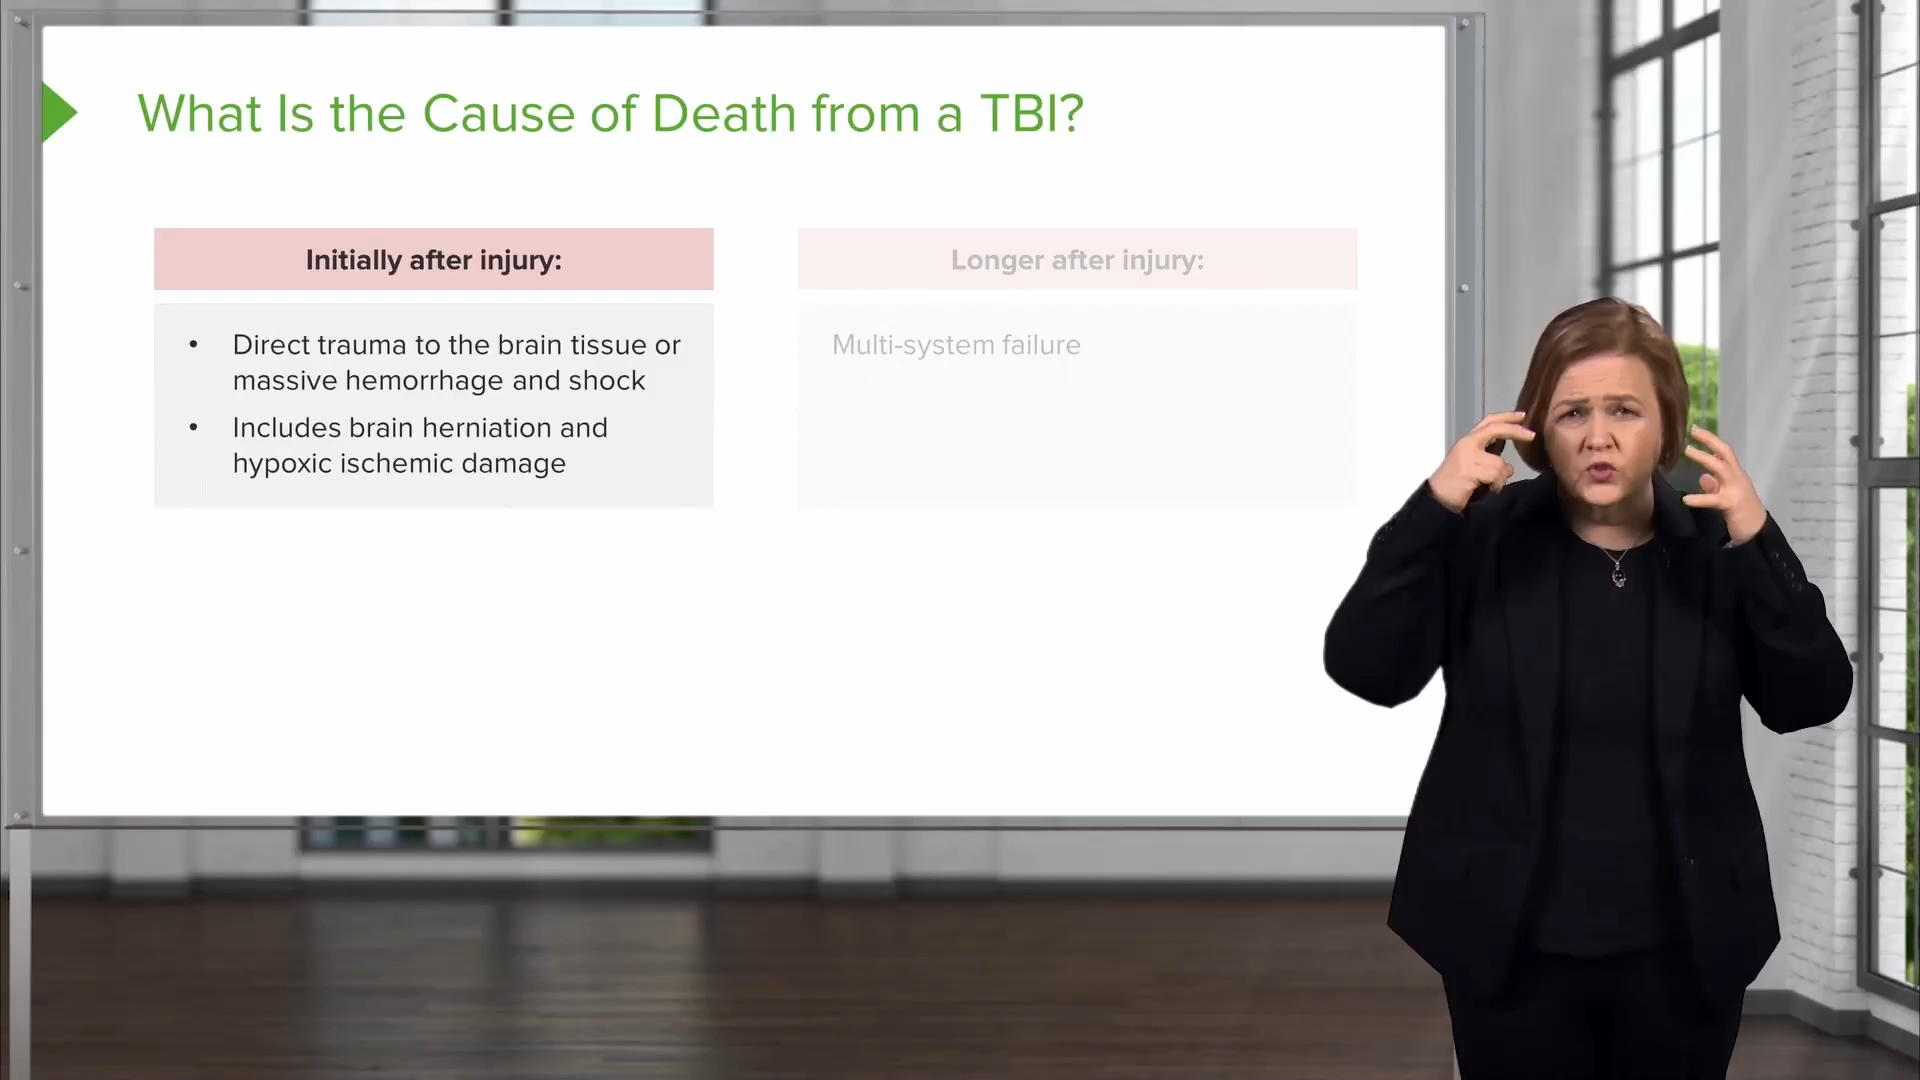 What Is the Cause of Death from a TBI?
Initially after injury:
• Direct trauma to the brain tissue or
massive hemorrhage and shock
• Includes brain herniation and
hypoxic ischemic damage
Longer after injury:
Multi-system failure